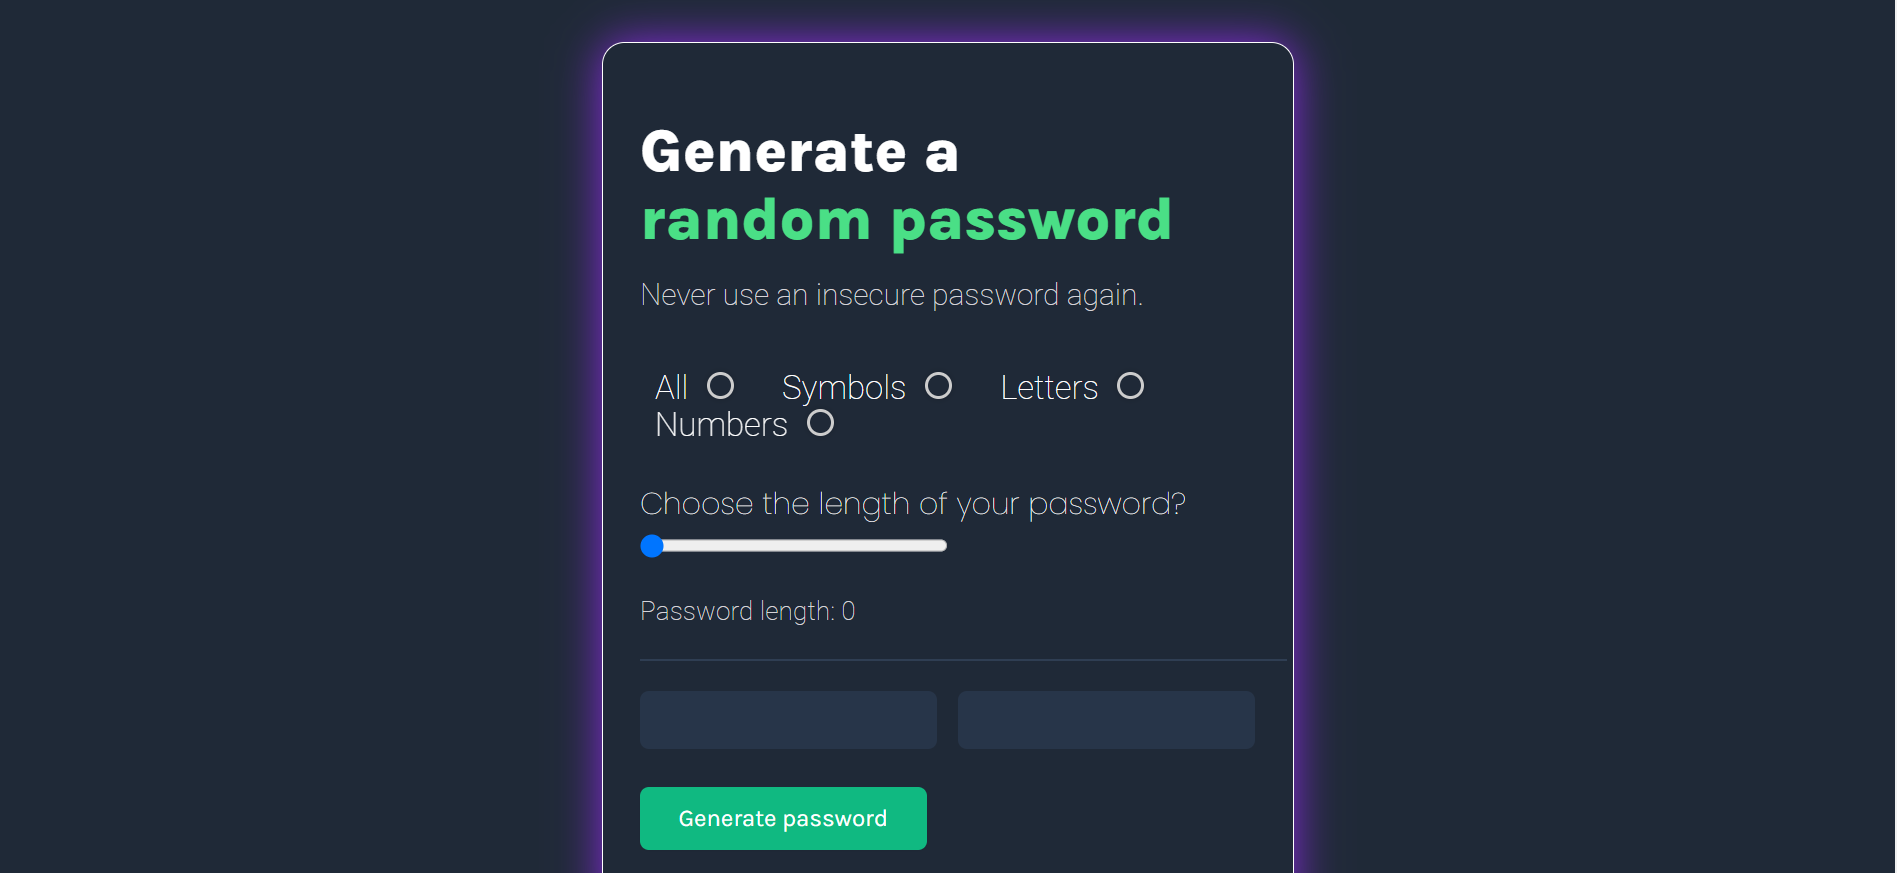 Generate a
random password
Never use an insecure password again.
All Symbols Letters
Numbers
Choose the length of your password?
Password length: 0
Generate password